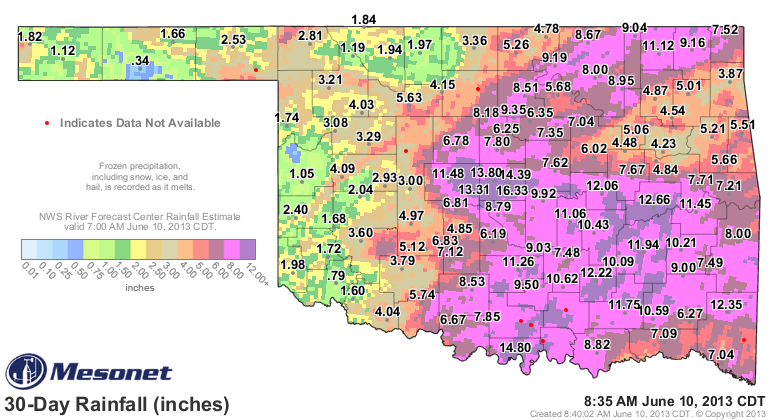 1.84
1.82 1.66 2.53 2.81 1.19 1.94 1.97 3.36 5.26 4.78 8.67 9.04 11.12 9.16 7.52
1.12 9.19
.34 8.00 3.87
3.21 4.15 8.51 5.68 8.95 4.87 5.01
4.03 5.63
1.74 3.08 8.18 9.35 6.35 7.04 4.54
Indicates Data Not Available
3.29 6.78 6.25 7.80 7.35 5.06 5.21 5.51
6.02 4.48 4.23
Frozen precipitation,
including snow, ice, and
hail, is recorded as it melts.
1.05 4.09 7.62 7.67 4.84 5.66
2.93 3.00 11.48 13.80 14.39 7.71
2.04 13.31 16.33 9.92 12.06 7.21
2.40 6.81 8.79 12.66 11.45
NWS River Forecast Center Rainfall Estimate
valid 7:00 AM June 10, 2013 CDT.
1.68 4.97 11.06
3.60 4.85 6.19 10.43 8.00
1.72 5.12 6.83 7.12 9.03 7.48 11.94 10.21
1.98 3.79 11.26 10.09 9.00 7.49
.79 8.53 9.50 10.62 12.22
1.60 5.74
0.01 0.10 0.25 0.50 0.75 1.00 1.50 2.00 2.50 3.00 4.00 5.00 6.00 8.00 12.00+
inches
4.04 6.67 7.85 11.75 10.59 6.27 12.35
14.80 8.82 7.09
7.04
Mesonet
30-Day Rainfall (inches)
8:35 AM June 10, 2013 CDT
Created 8:40:02 AM June 10, 2013 CDT. © Copyright 2013